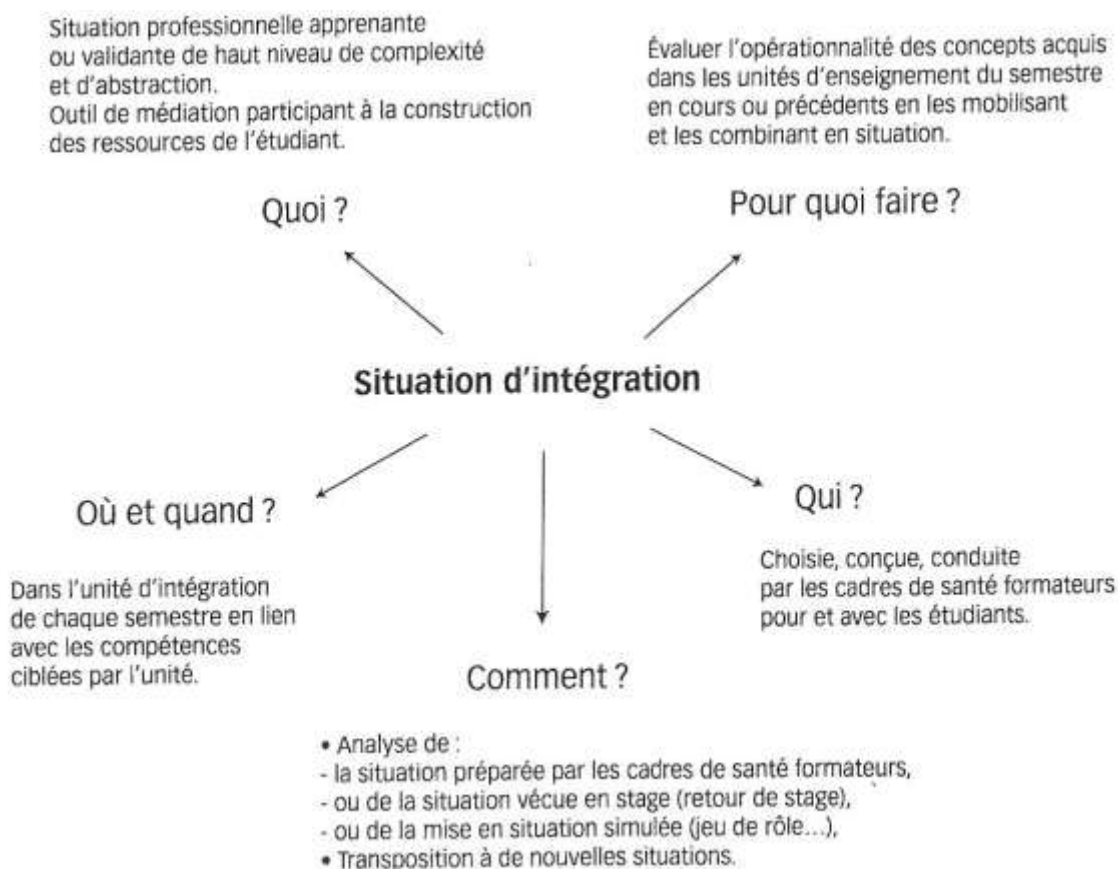 Situation professionnelle apprenante
ou validante de haut niveau de complexité
et d'abstraction.
Outil de médiation participant à la construction
des ressources de l'étudiant.
Quoi ?
Évaluer l'opérationnalité des concepts acquis
dans les unités d'enseignement du semestre
en cours ou précédents en les mobilisant
et les combinant en situation.
Pour quoi faire ?
Situation d'intégration
Où et quand ?
Dans l'unité d'intégration
de chaque semestre en lien
avec les compétences
ciblées par l'unité.
Qui ?
Choisie, conçue, conduite
par les cadres de santé formateurs
pour et avec les étudiants.
Comment ?
• Analyse de :
- la situation préparée par les cadres de santé formateurs,
- ou de la situation vécue en stage (retour de stage),
- ou de la mise en situation simulée (jeu de rôle...),
• Transposition à de nouvelles situations.